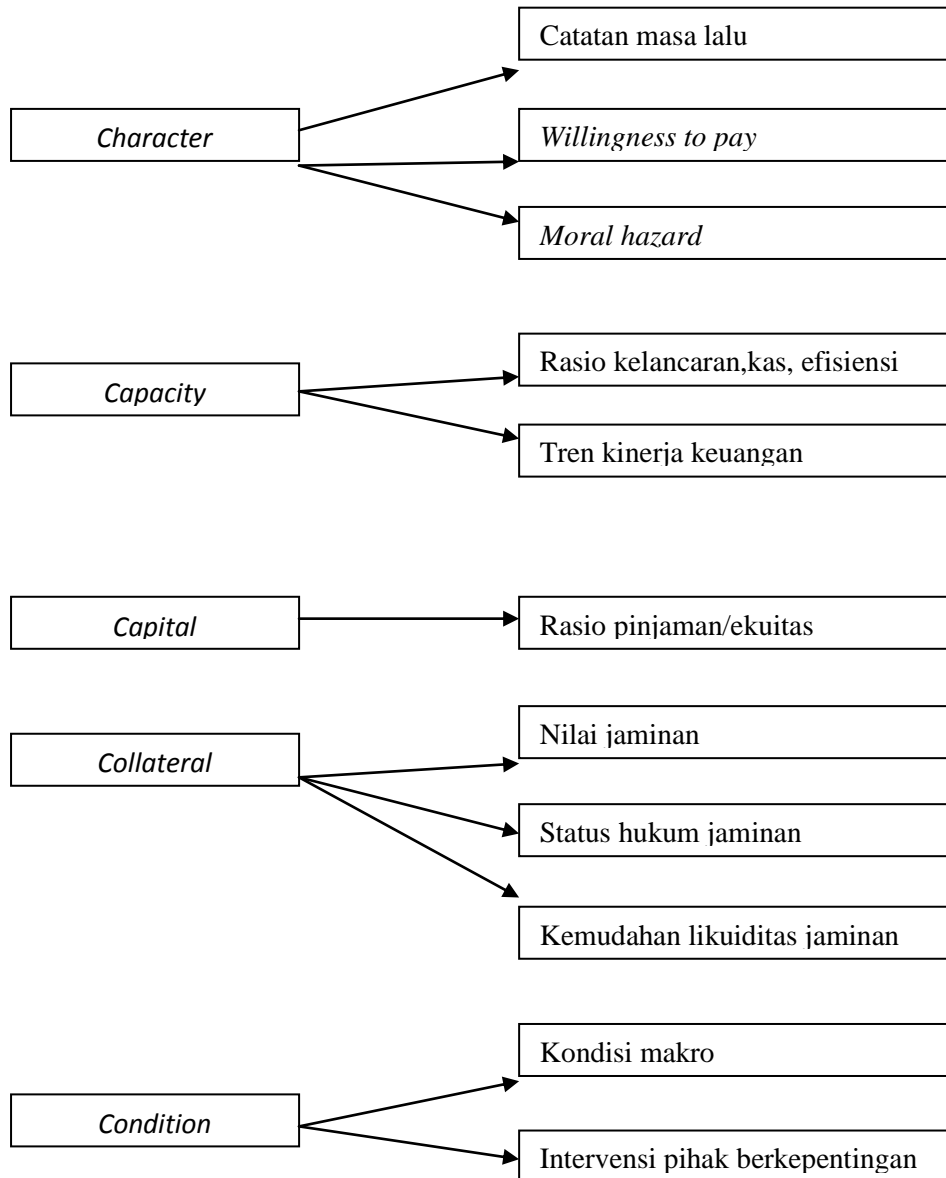 Catatan masa lalu
Character
Willingness to pay
Moral hazard
Rasio kelancaran,kas, efisiensi
Capacity
Tren kinerja keuangan
Capital
Rasio pinjaman/ekuitas
Nilai jaminan
Collateral
Status hukum jaminan
Kemudahan likuiditas jaminan
Kondisi makro
Condition
Intervensi pihak berkepentingan